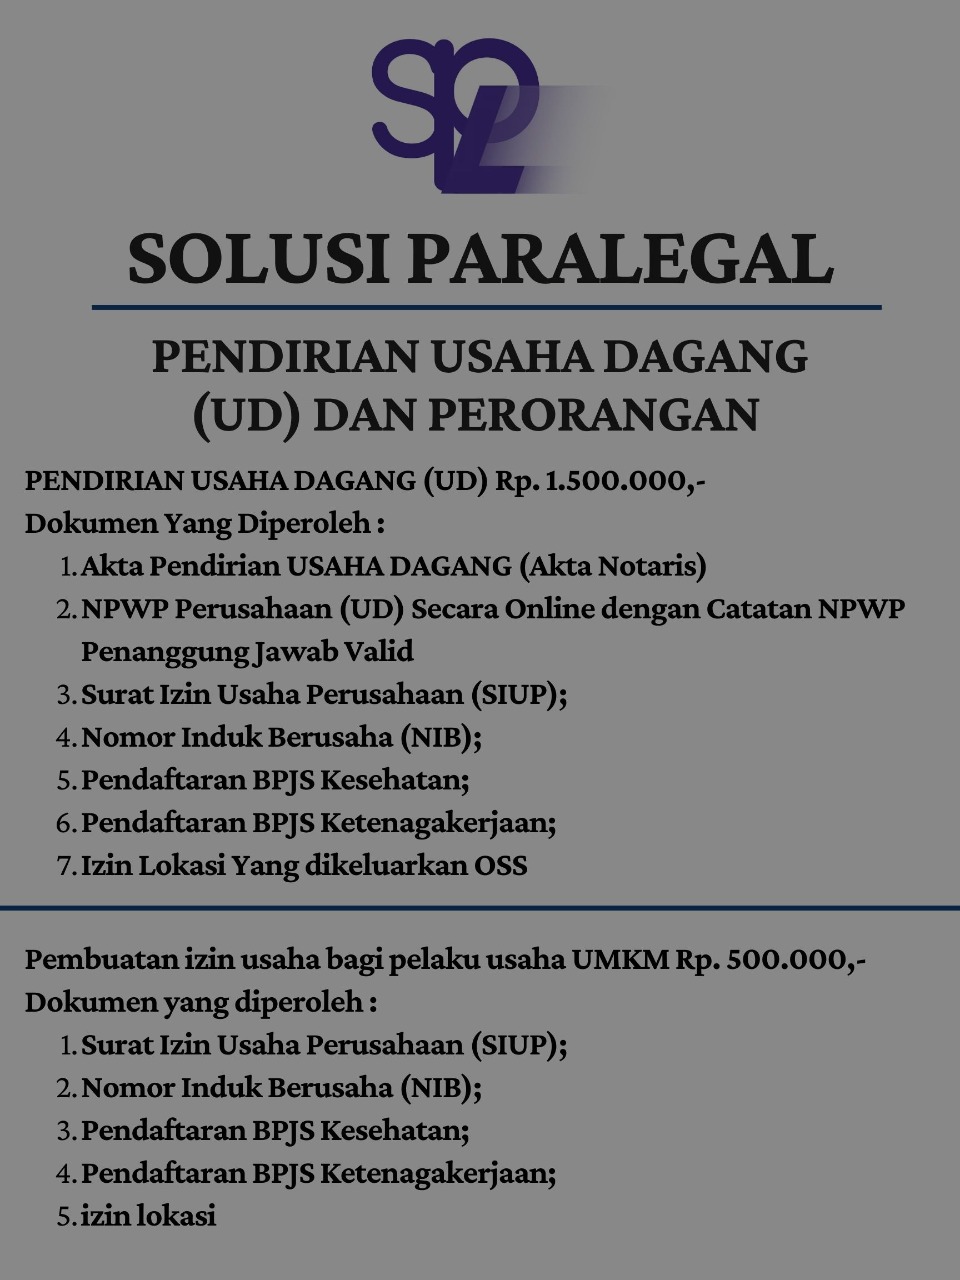 SPL
SOLUSI PARALEGAL
PENDIRIAN USAHA DAGANG
(UD) DAN PERORANGAN
PENDIRIAN USAHA DAGANG (UD) Rp. 1.500.000,-
Dokumen Yang Diperoleh :
1. Akta Pendirian USAHA DAGANG (Akta Notaris)
2. NPWP Perusahaan (UD) Secara Online dengan Catatan NPWP
Penanggung Jawab Valid
3. Surat Izin Usaha Perusahaan (SIUP);
4. Nomor Induk Berusaha (NIB);
5. Pendaftaran BPJS Kesehatan;
6. Pendaftaran BPJS Ketenagakerjaan;
7. Izin Lokasi Yang dikeluarkan OSS
Pembuatan izin usaha bagi pelaku usaha UMKM Rp. 500.000,-
Dokumen yang diperoleh :
1. Surat Izin Usaha Perusahaan (SIUP);
2. Nomor Induk Berusaha (NIB);
3. Pendaftaran BPJS Kesehatan;
4. Pendaftaran BPJS Ketenagakerjaan;
5. izin lokasi